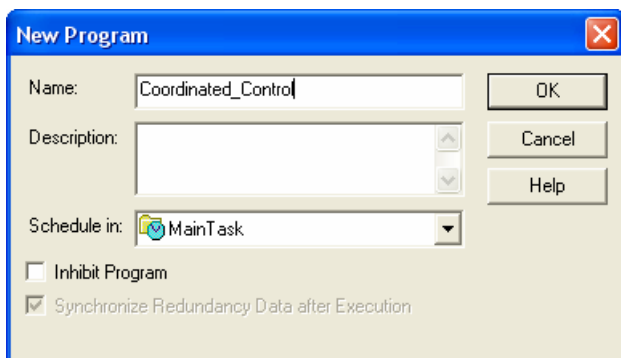 New Program
Name: Coordinated_Control OK
Description: Cancel
Help
Schedule in: MainTask
Inhibit Program
Synchronize Redundancy Data after Execution